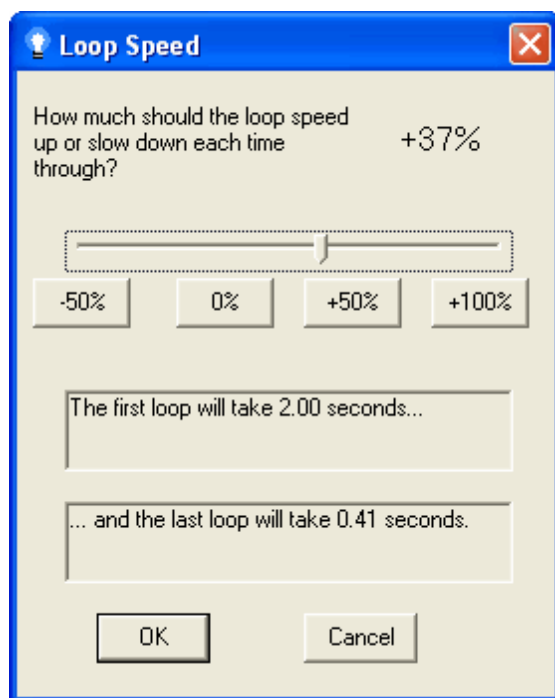 Loop Speed
How much should the loop speed
up or slow down each time
through?
+37%
-50%
0%
+50%
+100%
The first loop will take 2.00 seconds...
... and the last loop will take 0.41 seconds.
OK
Cancel